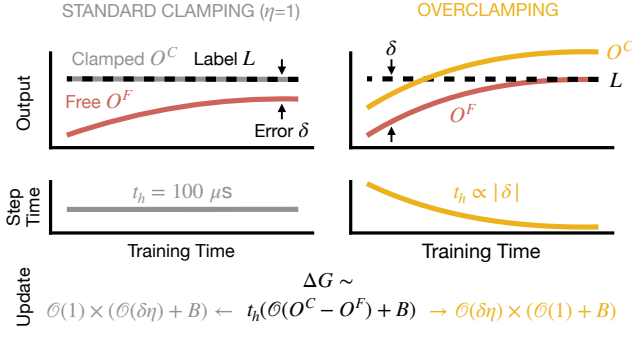 STANDARD CLAMPING (η=1)
OVERCLAMPING
Output
Clamped O^C
Label L
Free O^F
Error δ
δ
O^C
L
O^F
Step Time
t_h = 100 μs
t_h ∝ |δ|
Training Time
Training Time
Update
ΔG ∼
𝒪(1) × (𝒪(δη) + B) ← t_h(𝒪(O^C − O^F) + B) → 𝒪(δη) × (𝒪(1) + B)